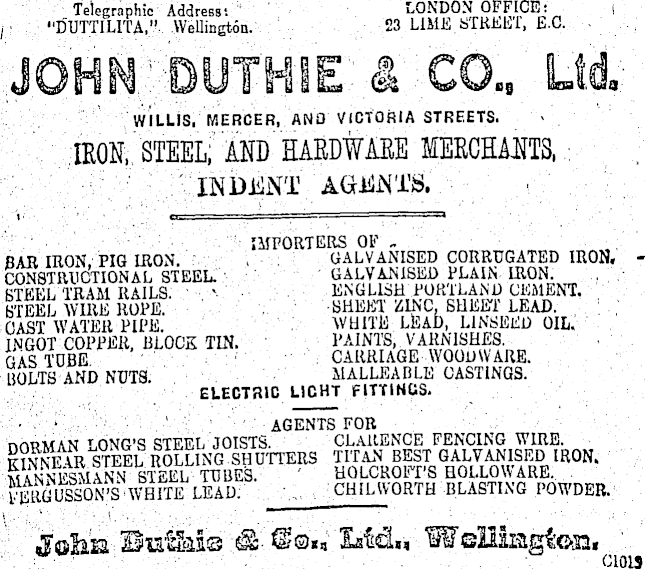 Telegraphic Address: LONDON OFFICE:
"DUTTILITA," Wellington. 23 LIME STREET, E.C.
JOHN DUTHIE & CO., Ltd.
WILLIS, MERCER, AND VICTORIA STREETS.
IRON, STEEL, AND HARDWARE MERCHANTS,
INDENT AGENTS.
IMPORTERS OF
BAR IRON, PIG IRON. GALVANISED CORRUGATED IRON.
CONSTRUCTIONAL STEEL. GALVANISED PLAIN IRON.
STEEL TRAM RAILS. ENGLISH PORTLAND CEMENT.
STEEL WIRE ROPE. SHEET ZINC, SHEET LEAD.
CAST WATER PIPE. WHITE LEAD, LINSEED OIL.
INGOT COPPER, BLOCK TIN. PAINTS, VARNISHES.
GAS TUBE. CARRIAGE WOODWARE.
BOLTS AND NUTS. MALLEABLE CASTINGS.
ELECTRIC LIGHT FITTINGS.
AGENTS FOR
DORMAN LONG'S STEEL JOISTS. CLARENCE FENCING WIRE.
KINNEAR STEEL ROLLING SHUTTERS TITAN BEST GALVANISED IRON.
MANNESMANN STEEL TUBES. HOLCROFT'S HOLLOWARE.
FERGUSSON'S WHITE LEAD. CHILWORTH BLASTING POWDER.
John Duthie & Co., Ltd., Wellington.
C1019